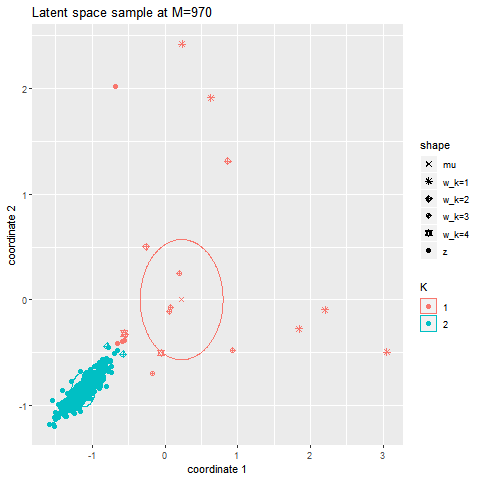 Latent space sample at M=970
coordinate 2
2
1
0
-1
-1
0
1
2
3
coordinate 1
shape
mu
w_k=1
w_k=2
w_k=3
w_k=4
z
K
1
2